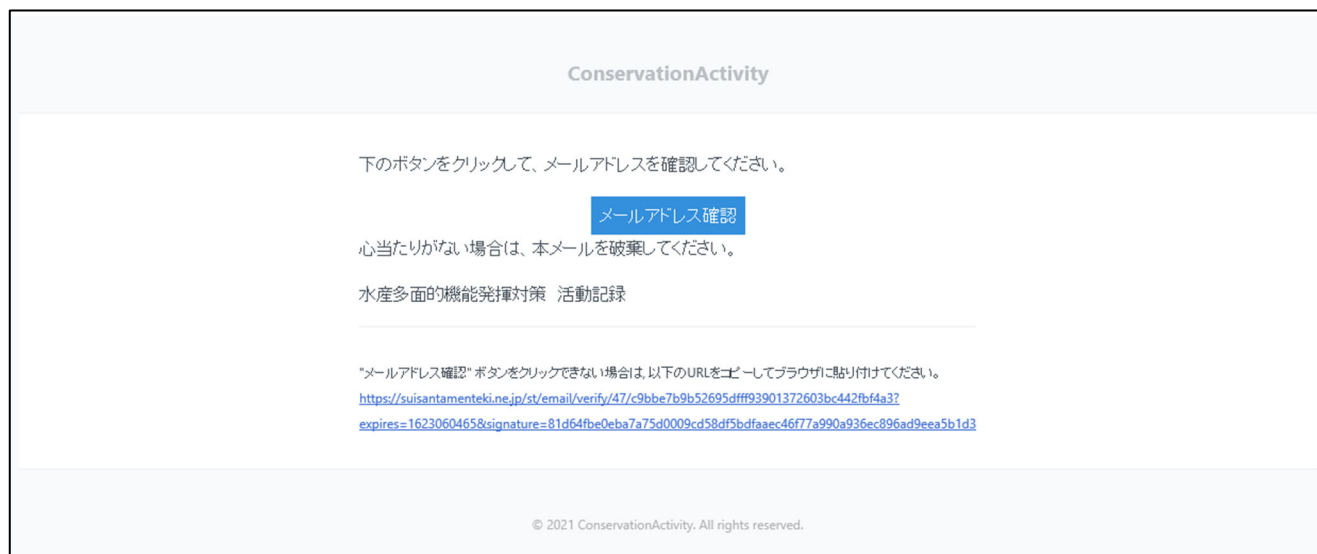 ConservationActivity
下のボタンをクリックして、メールアドレスを確認してください。
メールアドレス確認
心当たりがない場合は、本メールを破棄してください。
水産多面的機能発揮対策 活動記録
"メールアドレス確認" ボタンをクリックできない場合は, 以下のURLをコピーしてブラウザに貼り付けてください。
https://suisantamenteki.ne.jp/st/email/verify/47/c9bbe7b9b52695dfff93901372603bc442fbf4a3?
expires=1623060465&signature=81d64fbe0eba7a75d0009cd58df5bdfaaec46f77a990a936ec896ad9eea5b1d3
© 2021 ConservationActivity. All rights reserved.